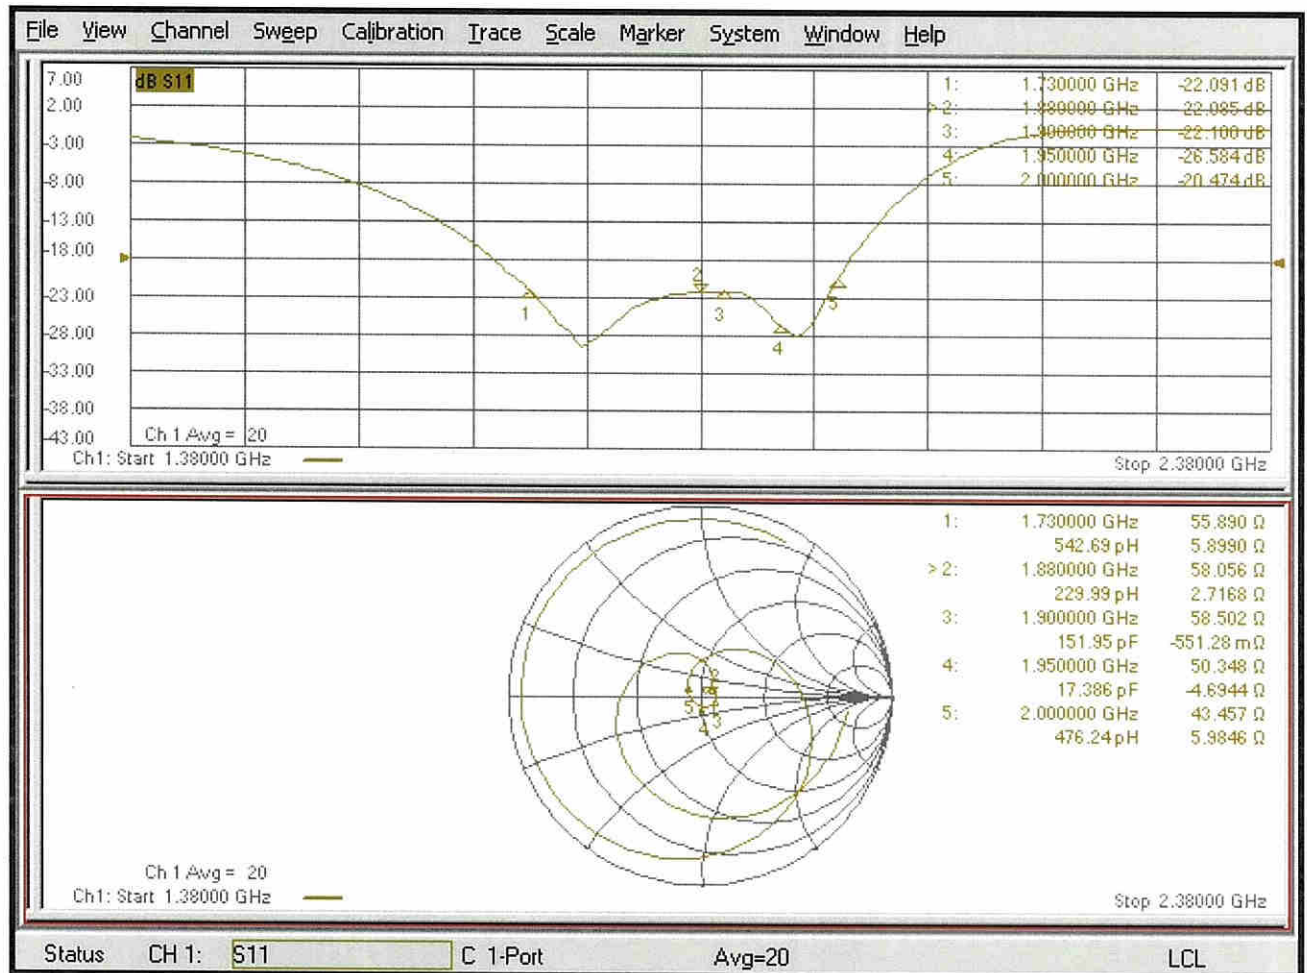 File View Channel Sweep Calibration Trace Scale Marker System Window Help
7.00
2.00
-3.00
-8.00
-13.00
-18.00
-23.00
-28.00
-33.00
-38.00
-43.00
dB S11
1: 1.730000 GHz -22.091 dB
>2: 1.880000 GHz -22.085 dB
3: 1.900000 GHz -22.100 dB
4: 1.950000 GHz -26.584 dB
5: 2.000000 GHz -20.474 dB
1
2
3
4
5
Ch 1 Avg = 20
Ch1: Start 1.38000 GHz
Stop 2.38000 GHz
1: 1.730000 GHz 55.890 Ω
542.69 pH 5.8990 Ω
>2: 1.880000 GHz 58.056 Ω
229.99 pH 2.7168 Ω
3: 1.900000 GHz 58.502 Ω
151.95 pF -551.28 mΩ
4: 1.950000 GHz 50.348 Ω
17.386 pF -4.6944 Ω
5: 2.000000 GHz 43.457 Ω
476.24 pH 5.9846 Ω
2
5
1
3
4
Ch 1 Avg = 20
Ch1: Start 1.38000 GHz
Stop 2.38000 GHz
Status CH 1: S11 C 1-Port Avg=20 LCL